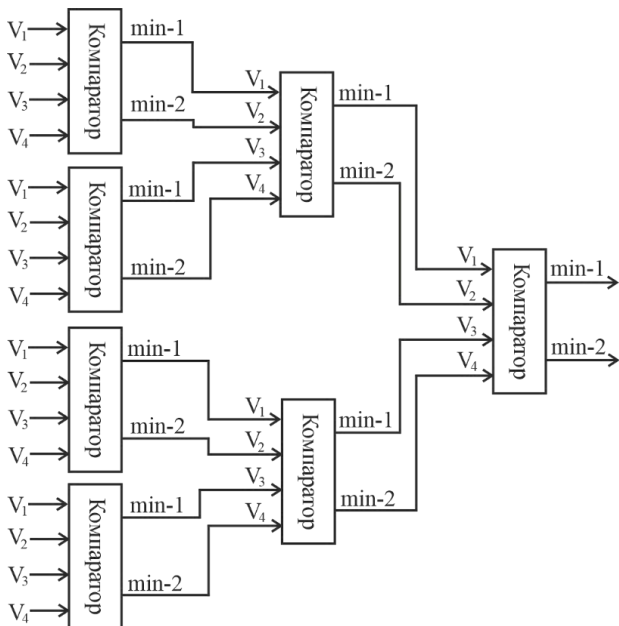 V₁
V₂
V₃
V₄
Компаратор
min-1
min-2
V₁
V₂
V₃
V₄
Компаратор
min-1
min-2
V₁
V₂
V₃
V₄
Компаратор
min-1
min-2
V₁
V₂
V₃
V₄
Компаратор
min-1
min-2
V₁
V₂
V₃
V₄
Компаратор
min-1
min-2
V₁
V₂
V₃
V₄
Компаратор
min-1
min-2
V₁
V₂
V₃
V₄
Компаратор
min-1
min-2